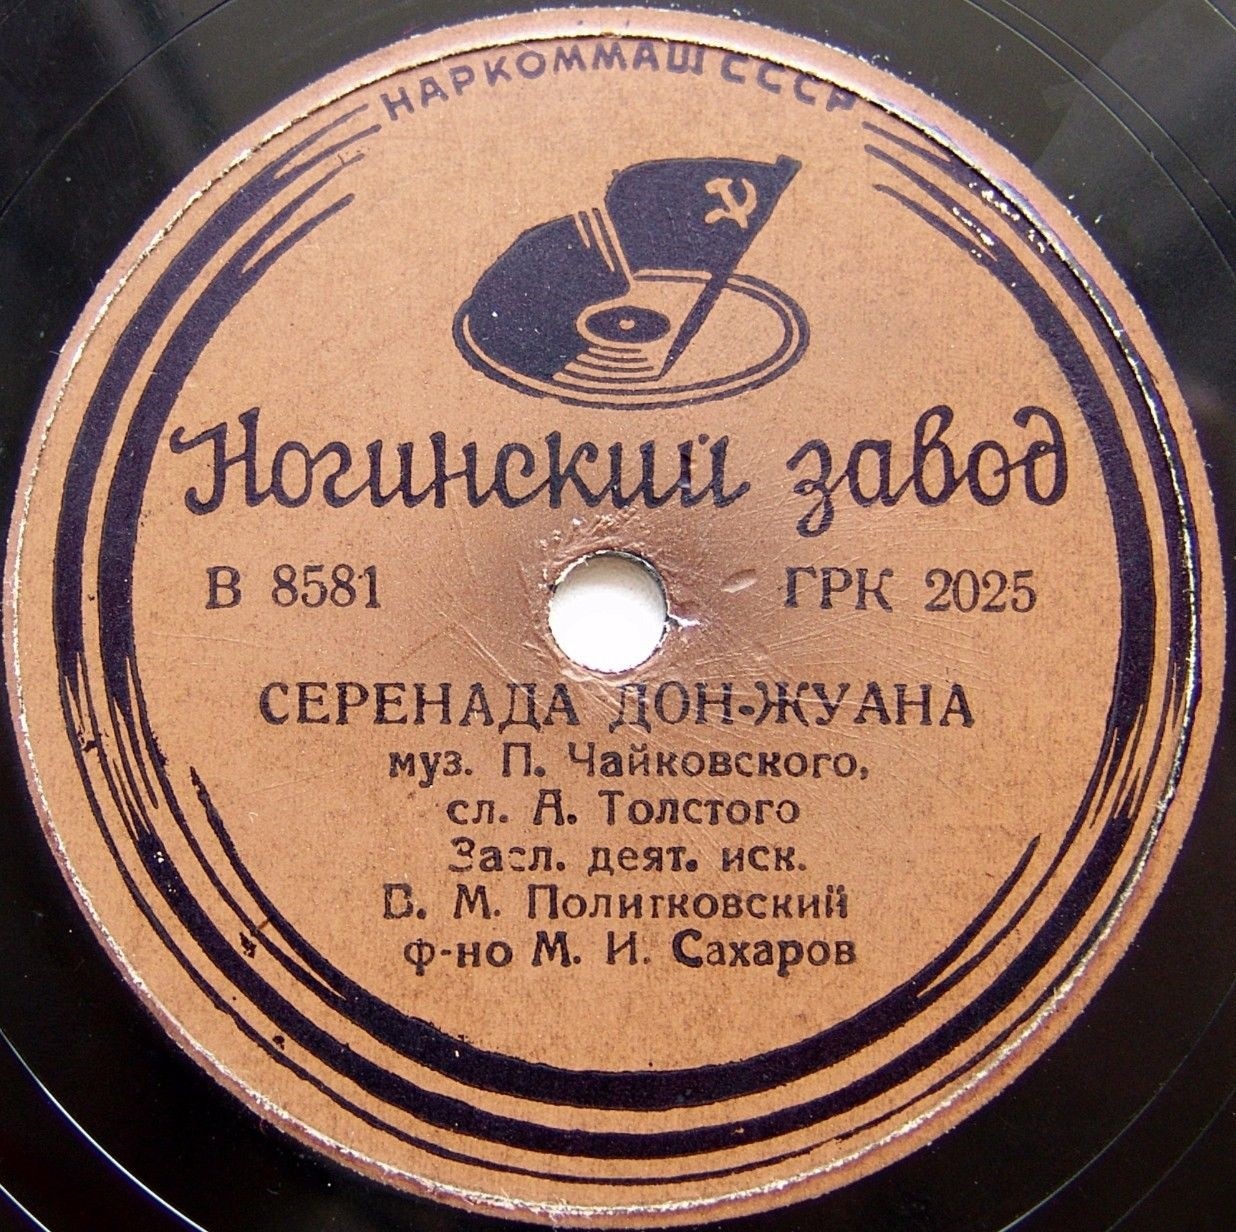 НАРКОММАШ СССР
Ногинский завод
В 8581 ГРК 2025
СЕРЕНАДА ДОН-ЖУАНА
муз. П. Чайковского,
сл. А. Толстого
Засл. деят. иск.
В. М. Политковский
ф-но М. И. Сахаров